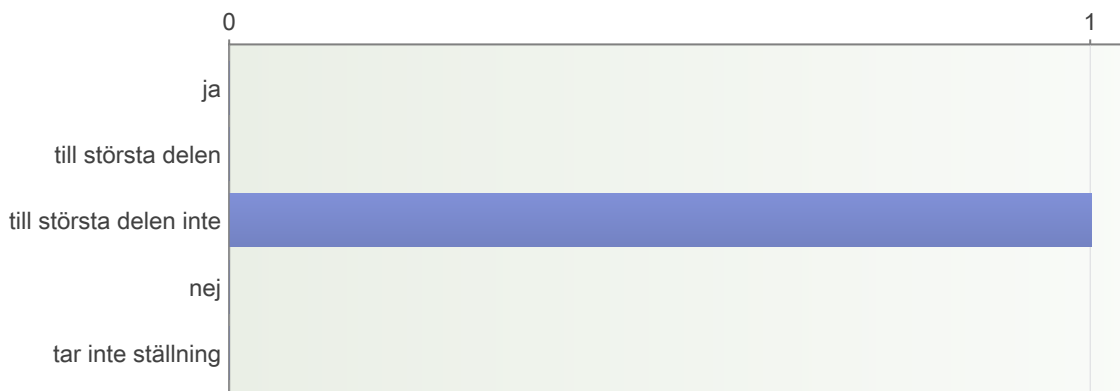 0 1
ja
till största delen
till största delen inte
nej
tar inte ställning